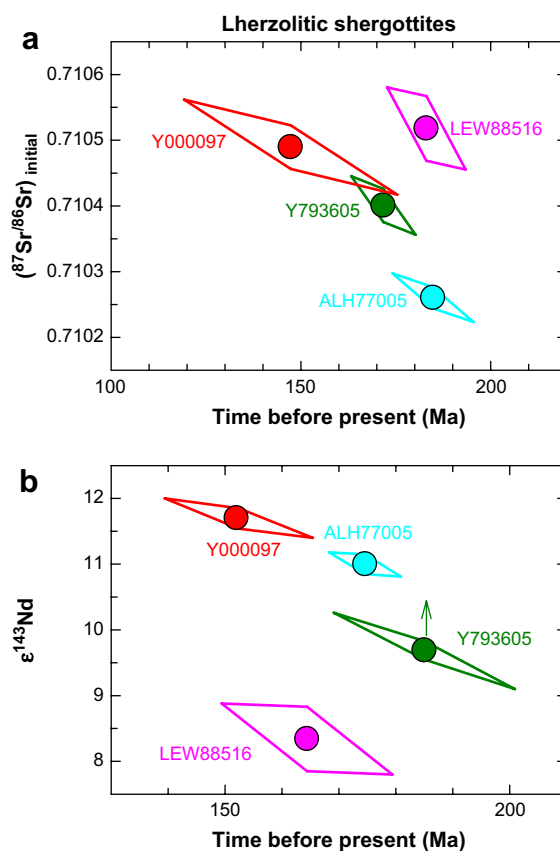 Lherzolitic shergottites
a
0.7106
0.7105
0.7104
0.7103
0.7102
(⁸⁷Sr/⁸⁶Sr) initial
Y000097
LEW88516
Y793605
ALH77005
100
150
200
Time before present (Ma)
b
12
11
10
9
8
ε¹⁴³Nd
ALH77005
Y000097
Y793605
LEW88516
150
200
Time before present (Ma)